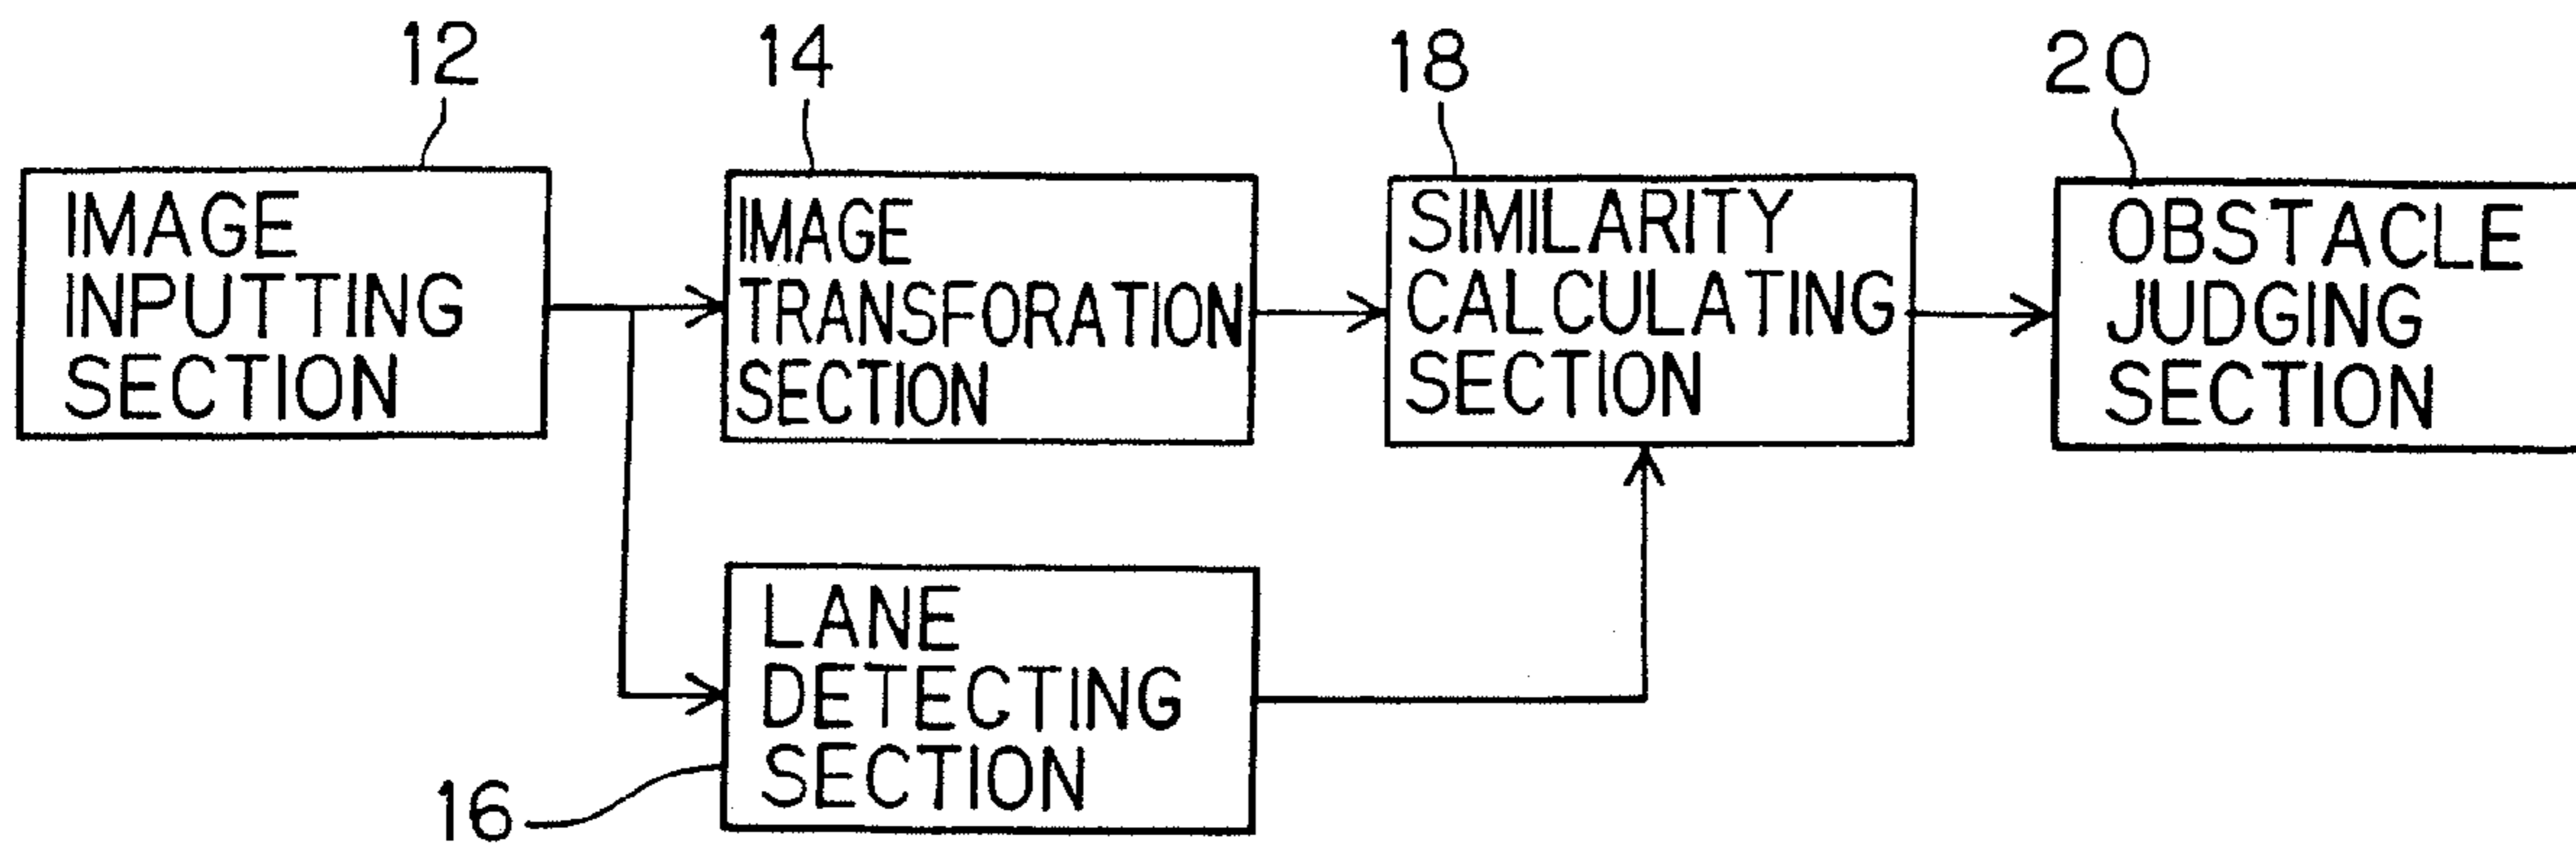 12
14
18
20
IMAGE
INPUTTING
SECTION
IMAGE
TRANSFORATION
SECTION
SIMILARITY
CALCULATING
SECTION
OBSTACLE
JUDGING
SECTION
LANE
DETECTING
SECTION
16